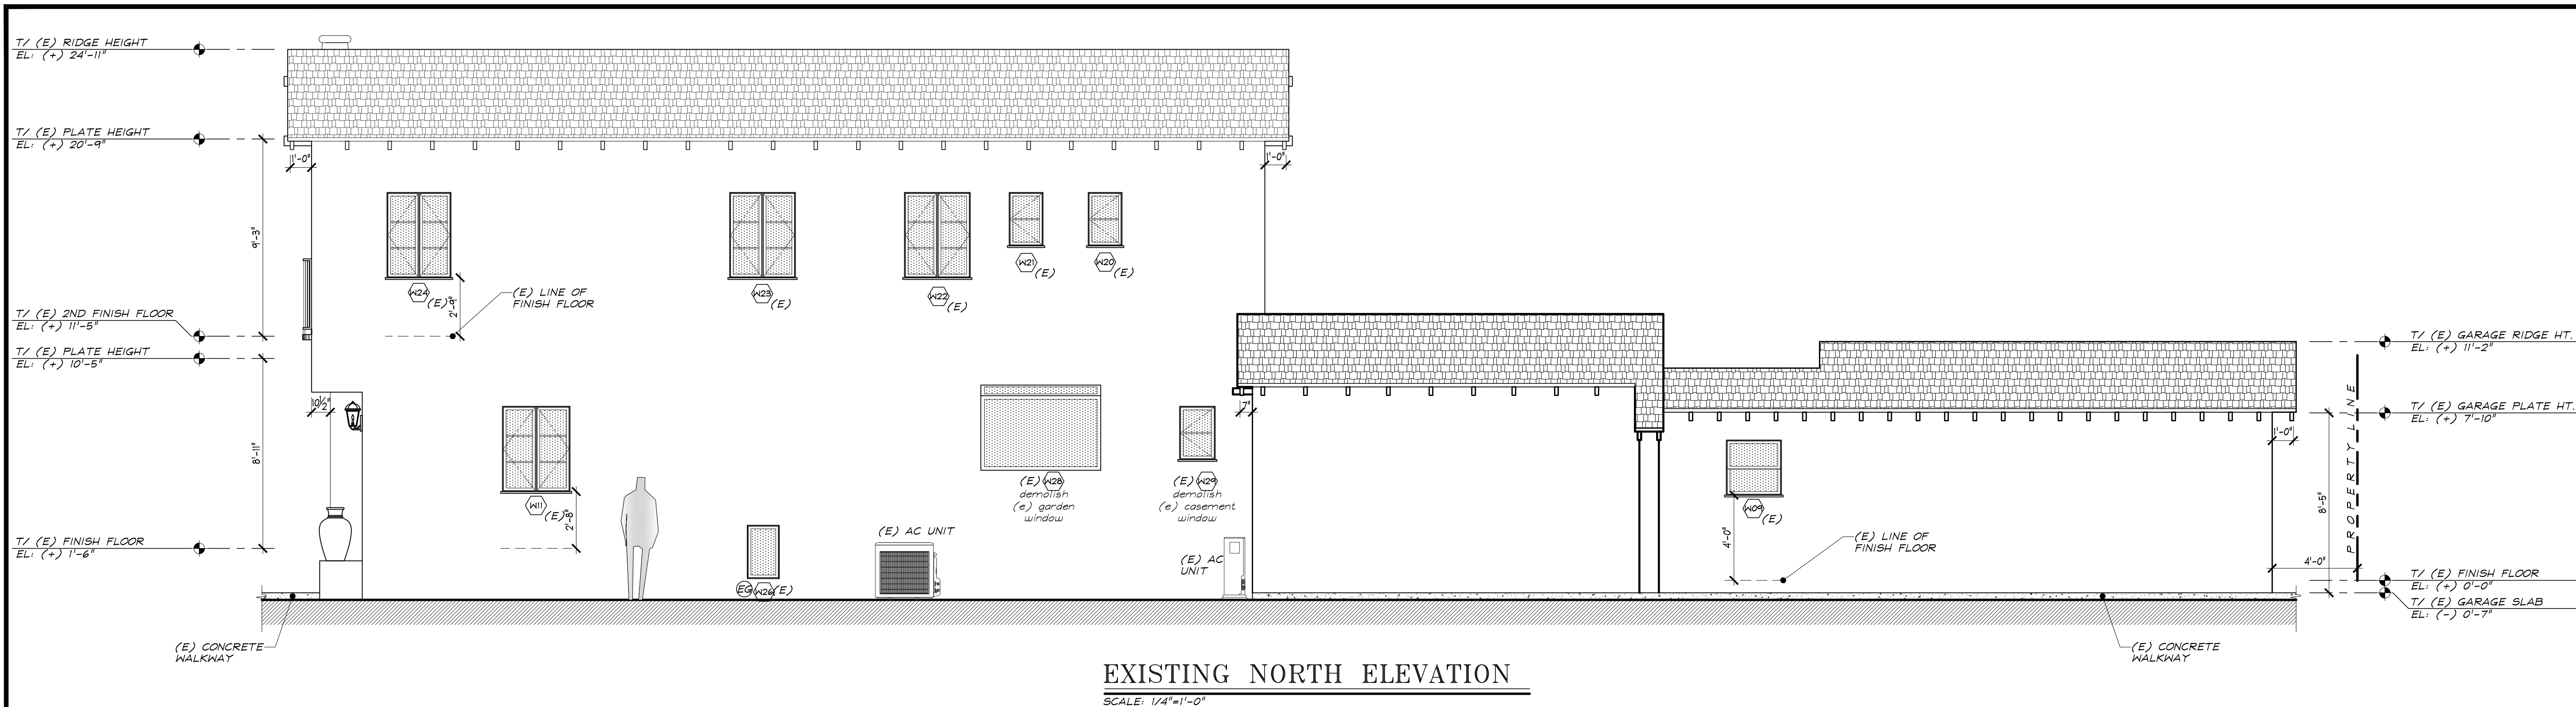 T/ (E) RIDGE HEIGHT
EL: (+) 24'-11"
T/ (E) PLATE HEIGHT
EL: (+) 20'-9"
1'-0"
1'-0"
9'-3"
W24
(E)
2'-9"
(E) LINE OF
FINISH FLOOR
W23
(E)
W22
(E)
W21
(E)
W20
(E)
T/ (E) 2ND FINISH FLOOR
EL: (+) 11'-5"
T/ (E) PLATE HEIGHT
EL: (+) 10'-5"
10½"
8'-11"
W11
(E)
2'-8"
T/ (E) FINISH FLOOR
EL: (+) 1'-6"
EG
W26
(E)
(E) AC UNIT
(E) W28
demolish
(e) garden
window
(E) W29
demolish
(e) casement
window
(E) AC
UNIT
7"
W09
(E)
4'-0"
(E) LINE OF
FINISH FLOOR
1'-0"
8'-5"
4'-0"
PROPERTY LINE
T/ (E) GARAGE RIDGE HT.
EL: (+) 11'-2"
T/ (E) GARAGE PLATE HT.
EL: (+) 7'-10"
T/ (E) FINISH FLOOR
EL: (+) 0'-0"
T/ (E) GARAGE SLAB
EL: (-) 0'-7"
(E) CONCRETE
WALKWAY
(E) CONCRETE
WALKWAY
EXISTING NORTH ELEVATION
SCALE: 1/4"=1'-0"